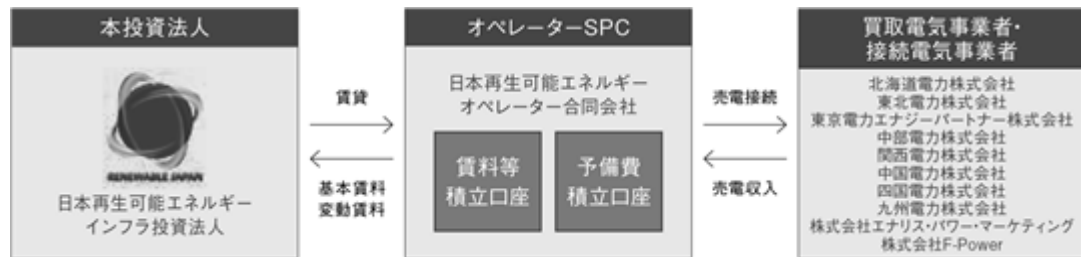 本投資法人
RENEWABLE JAPAN
日本再生可能エネルギー
インフラ投資法人
賃貸
基本賃料
変動賃料
オペレーターSPC
日本再生可能エネルギー
オペレーター合同会社
賃料等
積立口座
予備費
積立口座
売電接続
売電収入
買取電気事業者・
接続電気事業者
北海道電力株式会社
東北電力株式会社
東京電力エナジーパートナー株式会社
中部電力株式会社
関西電力株式会社
中国電力株式会社
四国電力株式会社
九州電力株式会社
株式会社エナリス・パワー・マーケティング
株式会社F-Power